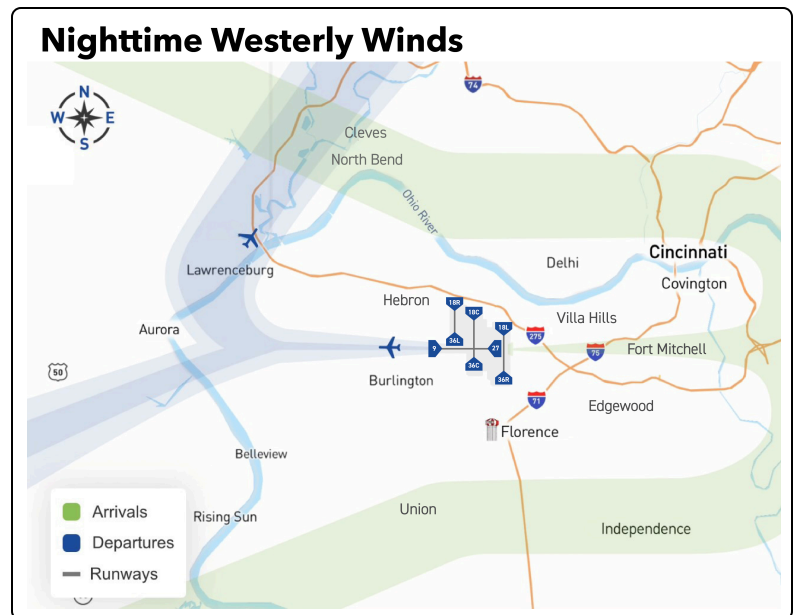 Nighttime Westerly Winds
N
W E
S
74
Cleves
North Bend
Ohio River
Cincinnati
Delhi
Lawrenceburg
Covington
Hebron
18R
18C
Villa Hills
18L
Aurora
275
36L
9
27
75
Fort Mitchell
36C
50
Burlington
36R
71
Edgewood
Florence
Belleview
Arrivals
Union
Rising Sun
Independence
Departures
Runways